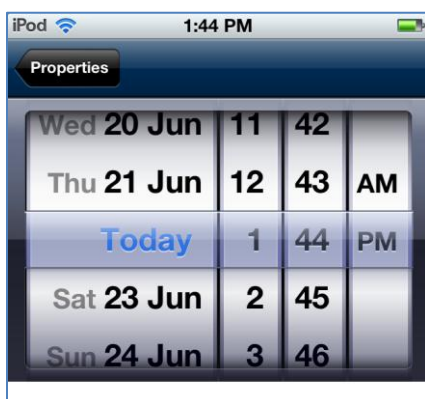 iPod 1:44 PM
Properties
Wed 20 Jun 11 42
Thu 21 Jun 12 43 AM
Today 1 44 PM
Sat 23 Jun 2 45
Sun 24 Jun 3 46